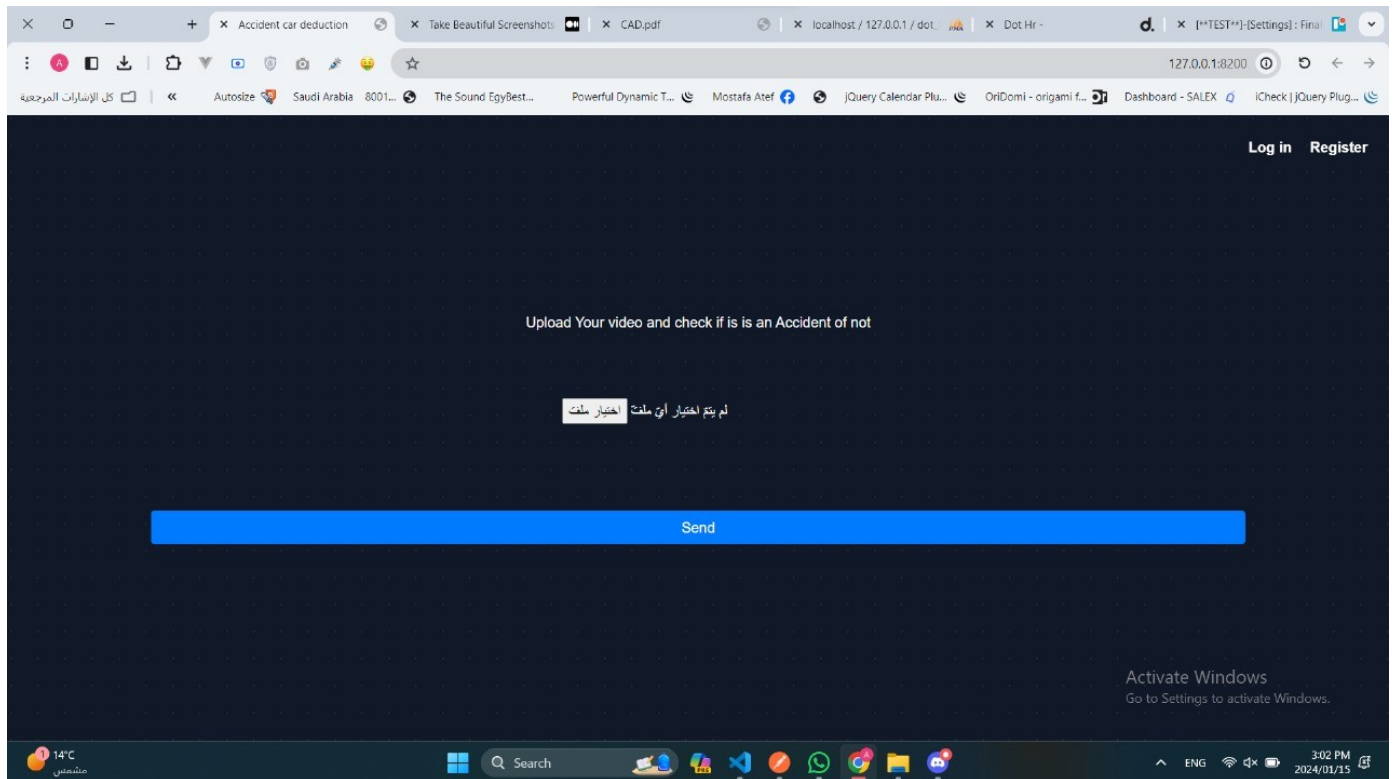 Accident car deduction
Take Beautiful Screenshots
CAD.pdf
localhost / 127.0.0.1 / dot_
Dot Hr -
d.
[**TEST**]-[Settings] : Final
127.0.0.1:8200
كل الإشارات المرجعية
Autosize
Saudi Arabia 8001...
The Sound EgyBest...
Powerful Dynamic T...
Mostafa Atef
jQuery Calendar Plu...
OriDomi - origami f...
Dashboard - SALEX
iCheck | jQuery Plug...
Log in Register
Upload Your video and check if is is an Accident of not
اختيار ملف لم يتم اختيار أي ملف
Send
Activate Windows
Go to Settings to activate Windows.
14°C
مشمس
Search
ENG
3:02 PM
2024/01/15